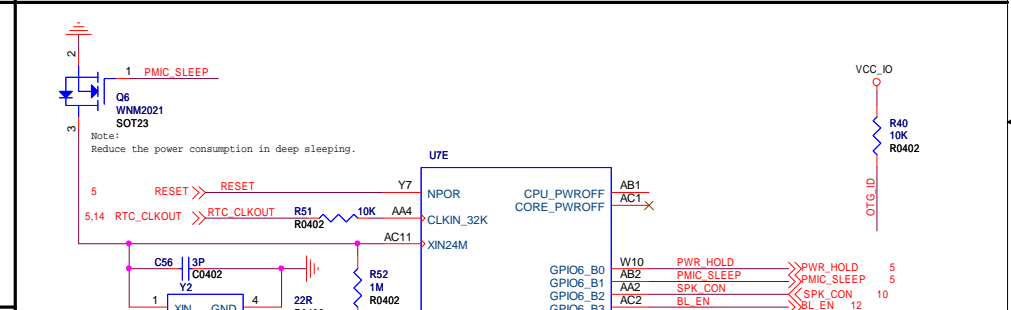 2
1 PMIC_SLEEP
Q6
WNM2021
SOT23
3
Note:
Reduce the power consumption in deep sleeping.
VCC_IO
R40
10K
R0402
OTG_ID
U7E
5 RESET RESET Y7 NPOR
CPU_PWROFF AB1
CORE_PWROFF AC1
5,14 RTC_CLKOUT RTC_CLKOUT R51 10K AA4 CLKIN_32K
R0402
AC11 XIN24M
C56 3P
C0402
Y2
1 XIN GND 4
R52
1M
R0402
22R
GPIO6_B0 W10 PWR_HOLD PWR_HOLD 5
GPIO6_B1 AB2 PMIC_SLEEP PMIC_SLEEP 5
GPIO6_B2 AA2 SPK_CON SPK_CON 10
GPIO6_B3 AC2 BL_EN BL_EN 12